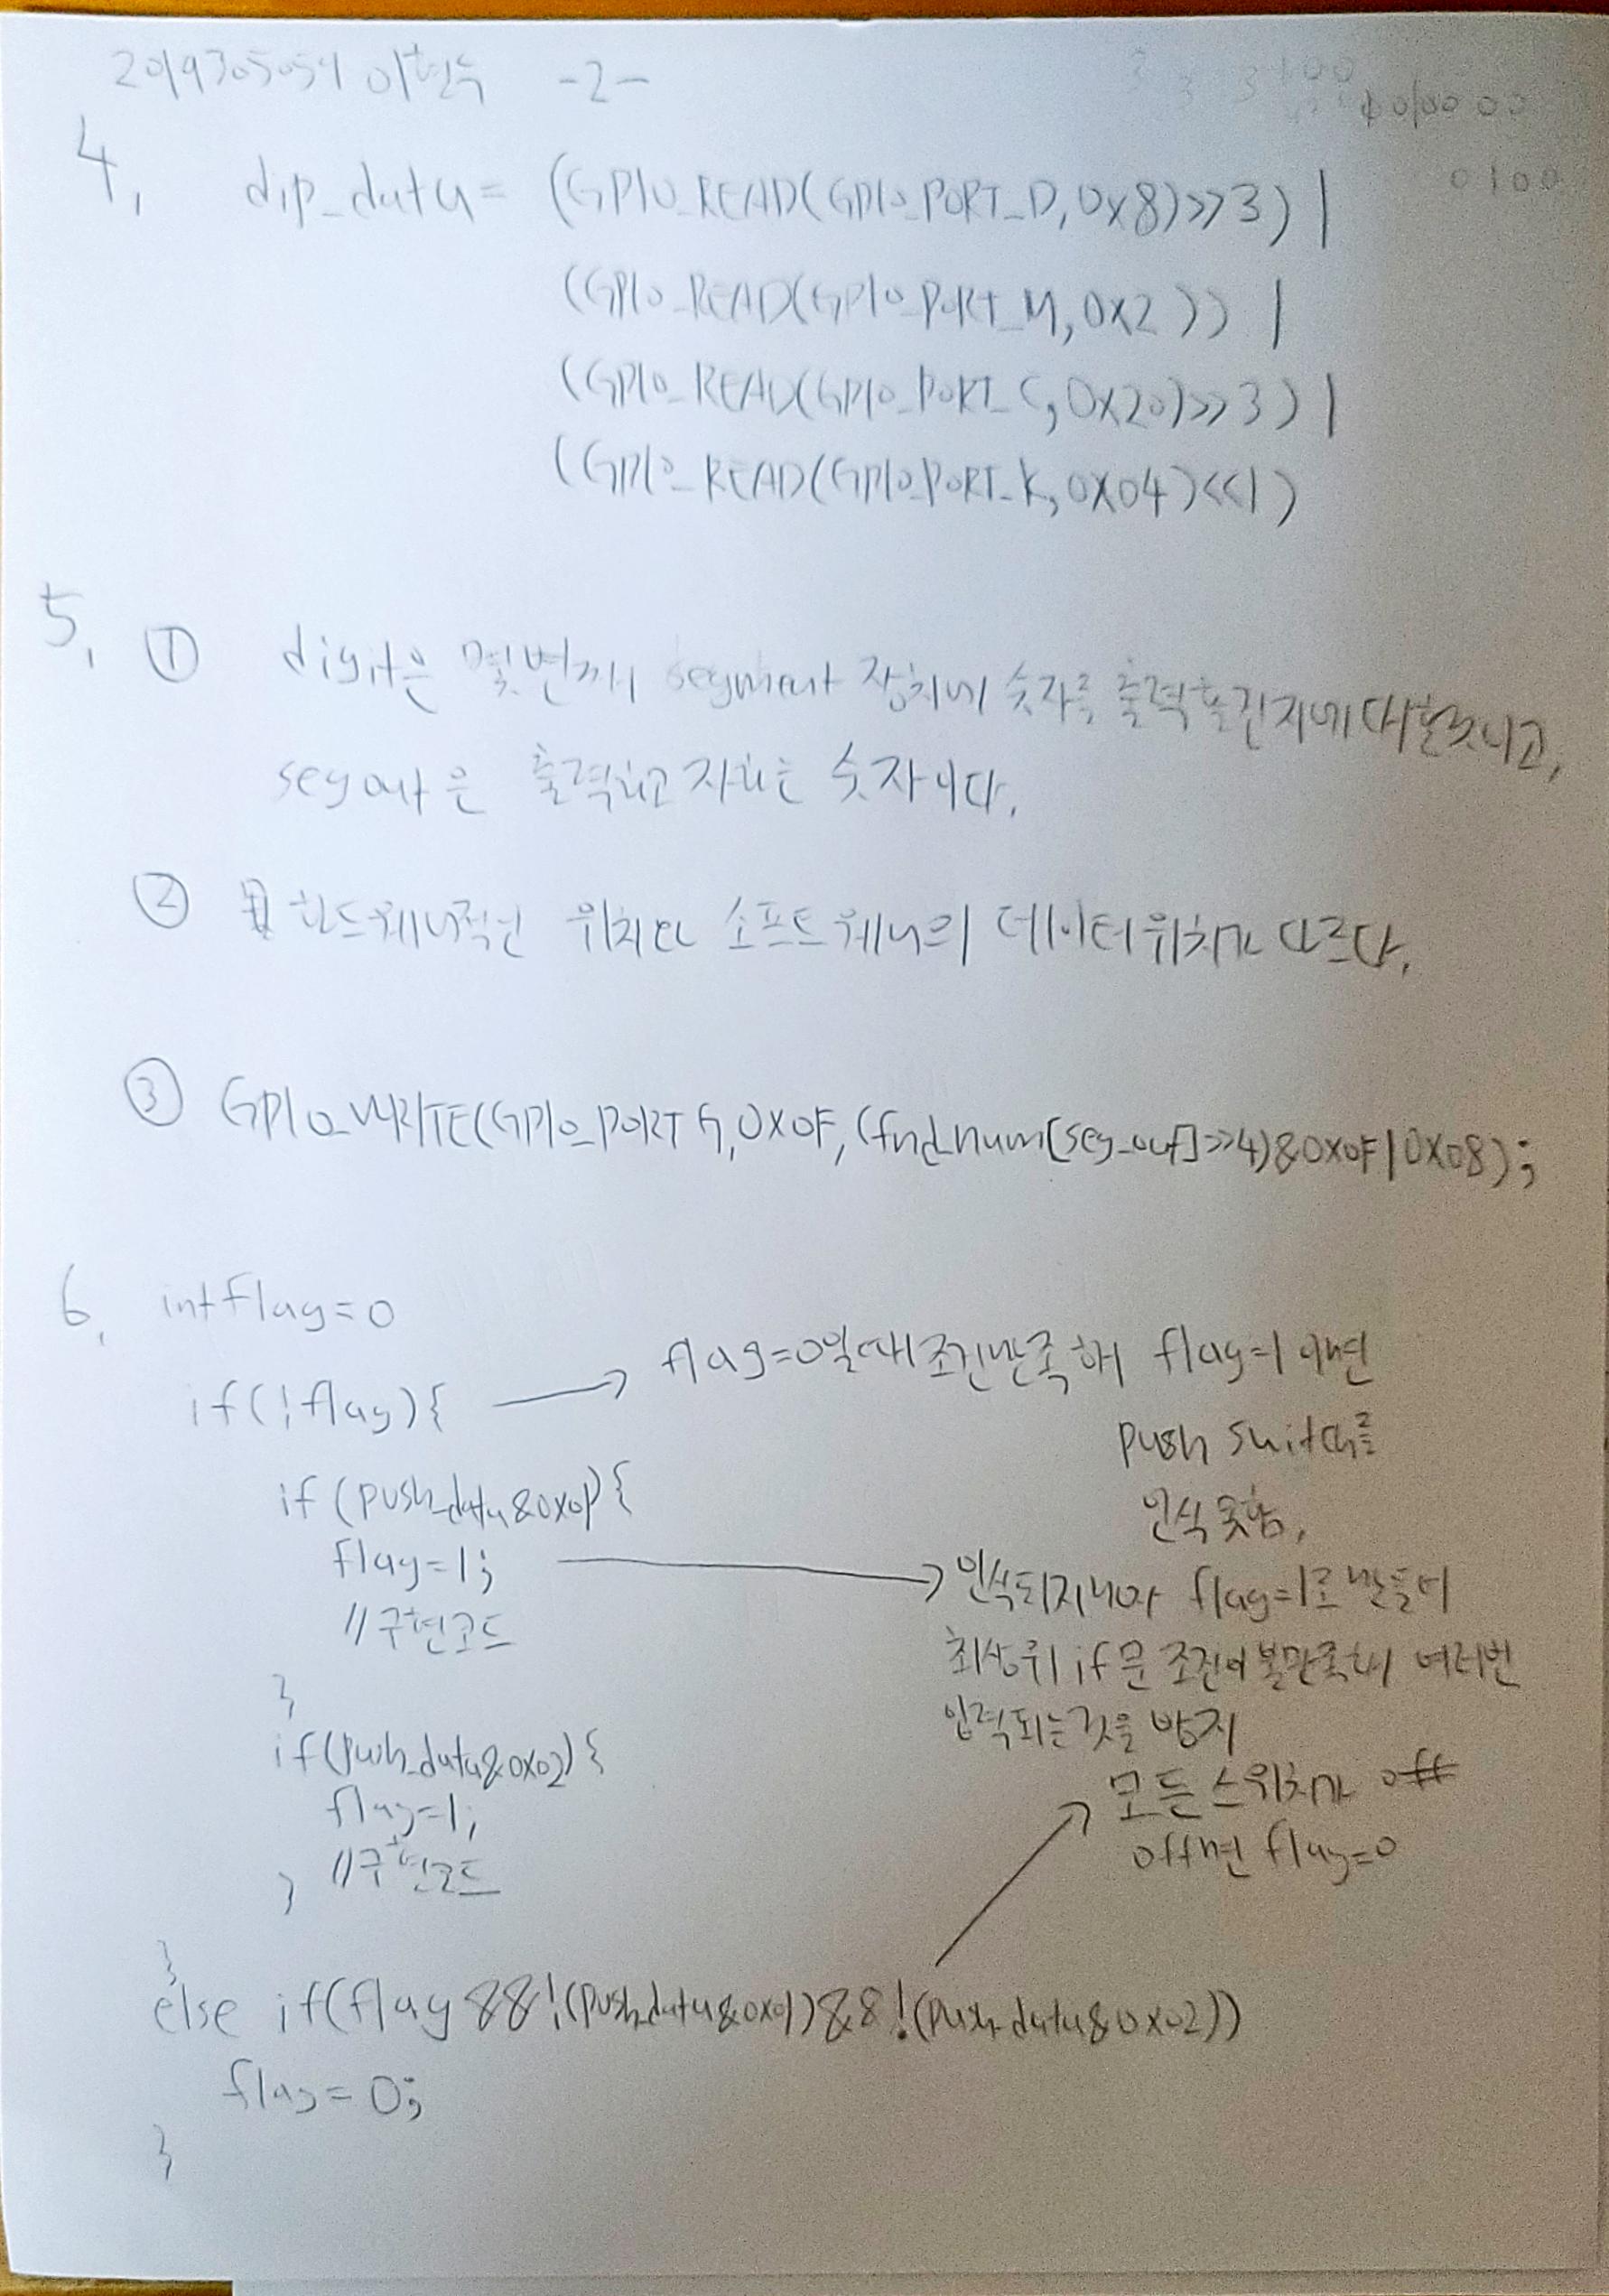 -2-
4, dip_data = (GPIO_READ(GPIO_PORT_D, 0x8)>>3) |
(GPIO_READ(GPIO_PORT_M, 0x2)) |
(GPIO_READ(GPIO_PORT_C, 0x20)>>3) |
(GPIO_READ(GPIO_PORT_K, 0x04)<<1)
5, ① digit은 몇번째 segment 장치에 숫자를 출력할건지에 대한것이고,
seg out은 출력하고자하는 숫자이다.
② 하드웨어적인 위치와 소프트웨어의 데이터위치가 다르다.
③ GPIO_WRITE(GPIO_PORT G, 0x0F, (fnd_num[seg_out]>>4)&0x0F|0x08);
6, int flag=0
if(!flag){ → flag=0일때 조건만족해 flag=1이면
push switch를
인식못함,
if(push_data&0x01){
flag=1; → 인식되자마자 flag=1로만들어
//구현코드
최상위 if문 조건이 불만족해 여러번
}
입력되는것을 방지
if(push_data&0x02){
모든스위치가 off
flag=1;
off이면 flag=0
} //구현코드
}
else if(flag &&!(push_data&0x01)&&!(push_data&0x02))
flag=0;
}